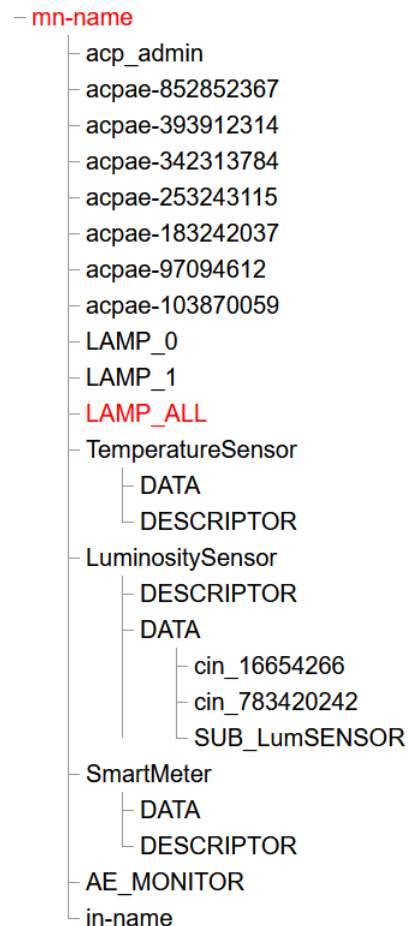 mn-name
acp_admin
acpae-852852367
acpae-393912314
acpae-342313784
acpae-253243115
acpae-183242037
acpae-97094612
acpae-103870059
LAMP_0
LAMP_1
LAMP_ALL
TemperatureSensor
DATA
DESCRIPTOR
LuminositySensor
DESCRIPTOR
DATA
cin_16654266
cin_783420242
SUB_LumSENSOR
SmartMeter
DATA
DESCRIPTOR
AE_MONITOR
in-name